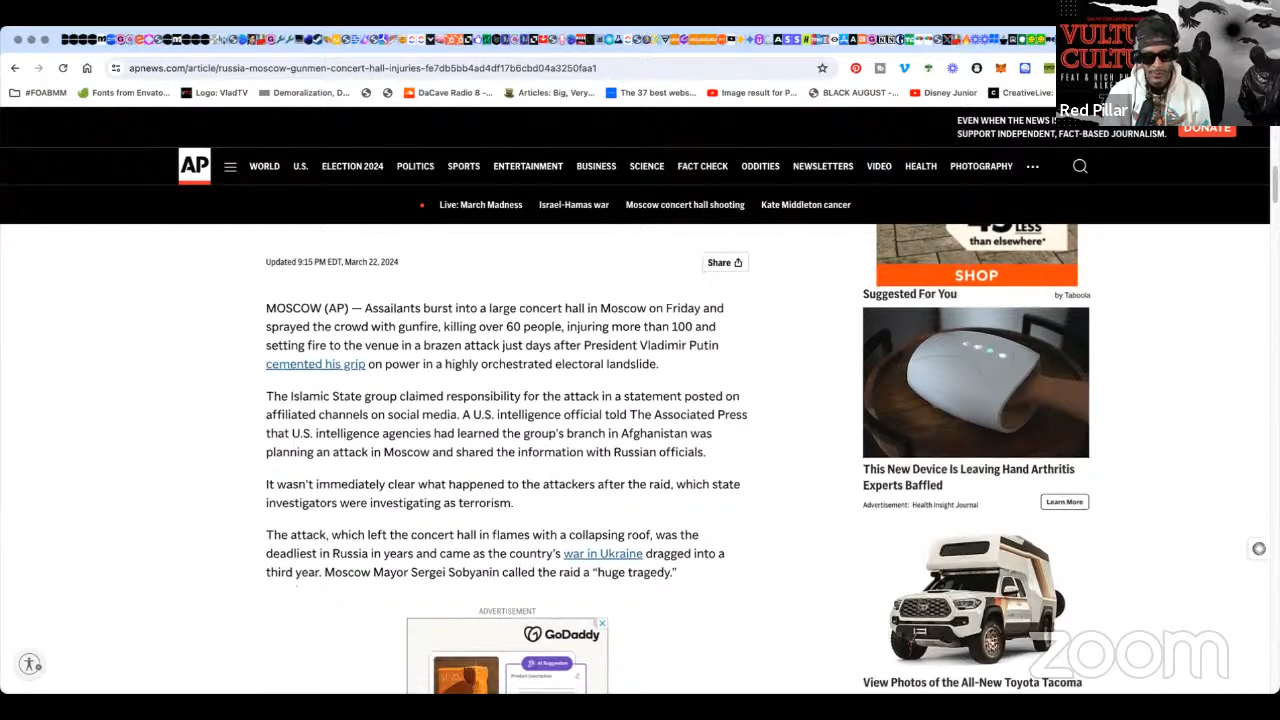 apnews.com/article/russia-moscow-gunmen-concert-hall-injuries-fe7db5bb4ad4df17b6cbd04a3250faa1
#FOABMM
Fonts from Envato...
Logo: VladTV
Demoralization, D...
DaCave Radio 8 -...
Articles: Big, Very...
The 37 best webs...
Image result for P...
BLACK AUGUST -...
Disney Junior
CreativeLive:
CULTU
Red Pillar
EVEN WHEN THE NEWS IS
SUPPORT INDEPENDENT, FACT-BASED JOURNALISM.
DONATE
AP
WORLD
U.S.
ELECTION 2024
POLITICS
SPORTS
ENTERTAINMENT
BUSINESS
SCIENCE
FACT CHECK
ODDITIES
NEWSLETTERS
VIDEO
HEALTH
PHOTOGRAPHY
Live: March Madness
Israel-Hamas war
Moscow concert hall shooting
Kate Middleton cancer
Updated 9:15 PM EDT, March 22, 2024
Share
MOSCOW (AP) — Assailants burst into a large concert hall in Moscow on Friday and
sprayed the crowd with gunfire, killing over 60 people, injuring more than 100 and
setting fire to the venue in a brazen attack just days after President Vladimir Putin
cemented his grip on power in a highly orchestrated electoral landslide.
The Islamic State group claimed responsibility for the attack in a statement posted on
affiliated channels on social media. A U.S. intelligence official told The Associated Press
that U.S. intelligence agencies had learned the group's branch in Afghanistan was
planning an attack in Moscow and shared the information with Russian officials.
It wasn't immediately clear what happened to the attackers after the raid, which state
investigators were investigating as terrorism.
The attack, which left the concert hall in flames with a collapsing roof, was the
deadliest in Russia in years and came as the country's war in Ukraine dragged into a
third year. Moscow Mayor Sergei Sobyanin called the raid a “huge tragedy.”
ADVERTISEMENT
GoDaddy
AI Suggestion
Product Description
LESS
than elsewhere*
SHOP
Suggested For You
by Taboola
This New Device Is Leaving Hand Arthritis
Experts Baffled
Advertisement: Health Insight Journal
Learn More
View Photos of the All-New Toyota Tacoma
zoom